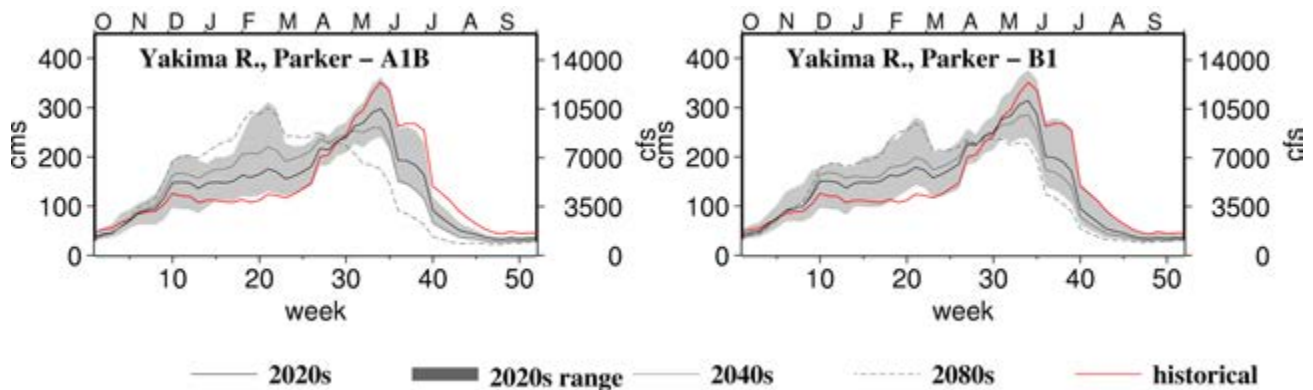 O N D J F M A M J J A S
Yakima R., Parker – A1B
400
300
200
100
0
cms
14000
10500
7000
3500
0
cfs
10 20 30 40 50
week
O N D J F M A M J J A S
Yakima R., Parker – B1
400
300
200
100
0
cms
14000
10500
7000
3500
0
cfs
10 20 30 40 50
week
2020s 2020s range 2040s 2080s historical